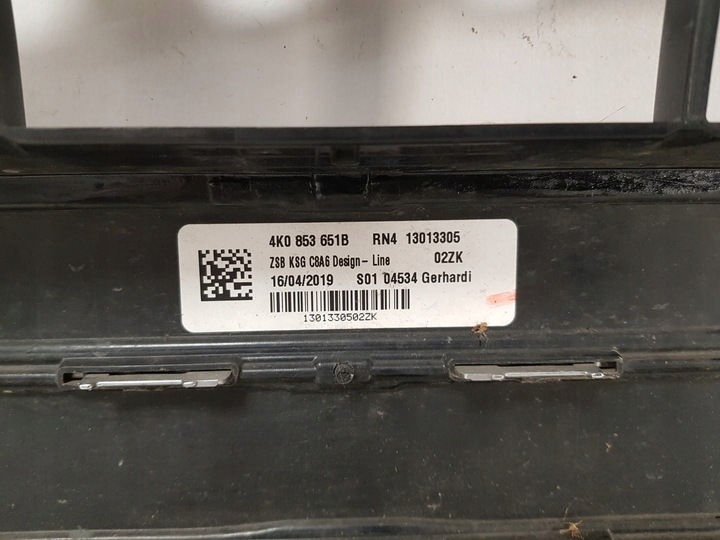 4K0 853 651B RN4 13013305
ZSB KSG C8A6 Design- Line 02ZK
16/04/2019 S01 04534 Gerhardi
1301330502ZK